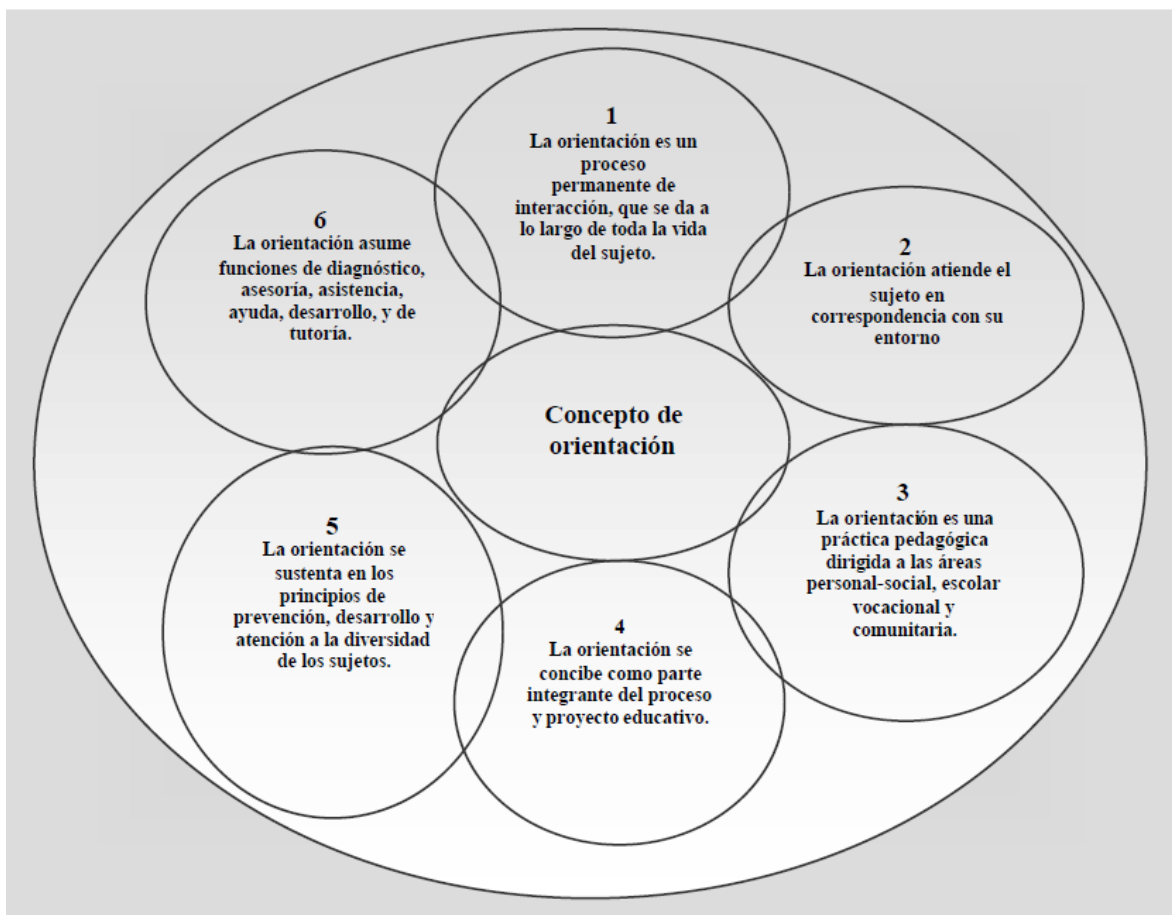 1
La orientación es un
proceso
permanente de
interacción, que se da a
lo largo de toda la vida
del sujeto.
2
La orientación atiende el
sujeto en
correspondencia con su
entorno
3
La orientación es una
práctica pedagógica
dirigida a las áreas
personal-social, escolar
vocacional y
comunitaria.
4
La orientación se
concibe como parte
integrante del proceso
y proyecto educativo.
5
La orientación se
sustenta en los
principios de
prevención, desarrollo y
atención a la diversidad
de los sujetos.
6
La orientación asume
funciones de diagnóstico,
asesoría, asistencia,
ayuda, desarrollo, y de
tutoría.
Concepto de
orientación